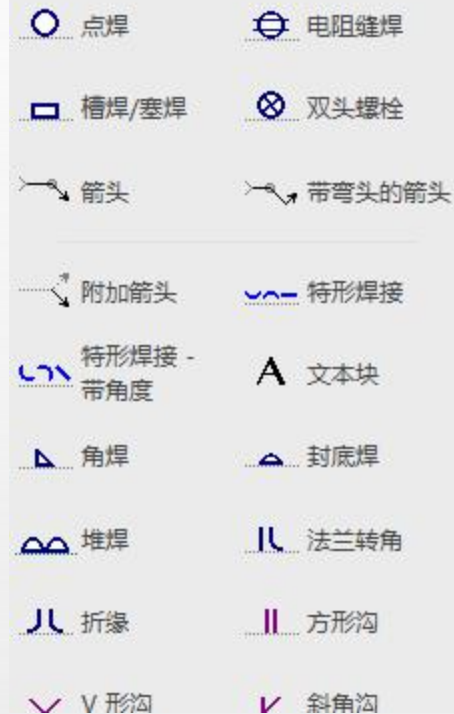 点焊
电阻缝焊
槽焊/塞焊
双头螺栓
箭头
带弯头的箭头
附加箭头
特形焊接
特形焊接 -
带角度
A
文本块
角焊
封底焊
堆焊
法兰转角
折缘
方形沟
V 形沟
斜角沟